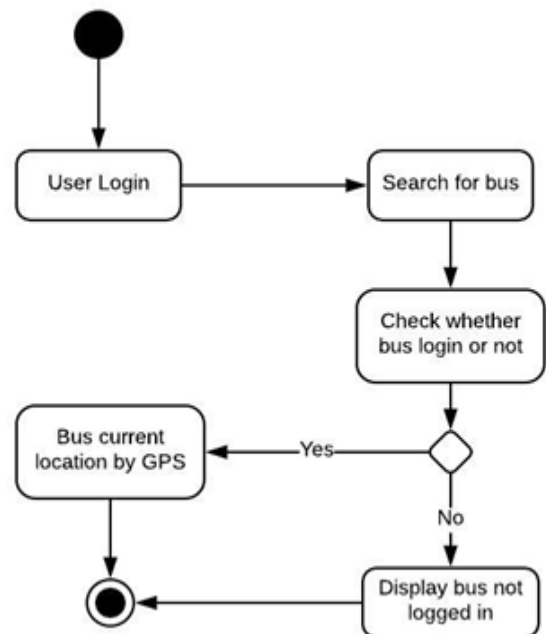 User Login
Search for bus
Check whether
bus login or not
Yes
Bus current
location by GPS
No
Display bus not
logged in